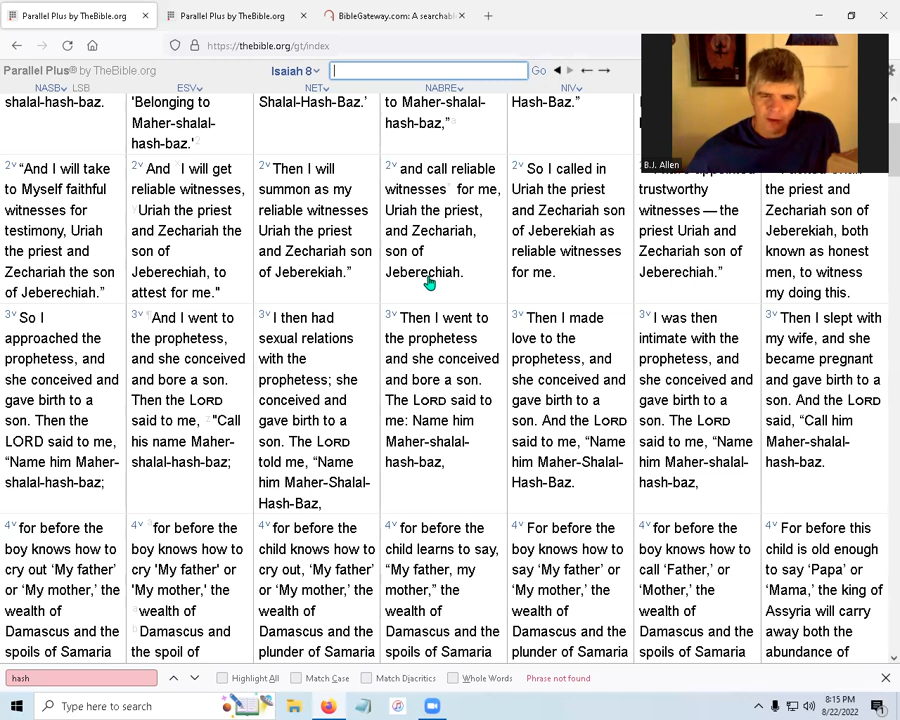 Parallel Plus by TheBible.org
Parallel Plus by TheBible.org
BibleGateway.com: A searchabl
https://thebible.org/gt/index
Parallel Plus® by TheBible.org
Isaiah 8
Go
NASB LSB
ESV
NET
NABRE
NIV
shalal-hash-baz.
'Belonging to
Maher-shalal-
hash-baz.'2
Shalal-Hash-Baz.'
to Maher-shalal-
hash-baz,”a
Hash-Baz.”
B.J. Allen
2v “And I will take
to Myself faithful
witnesses for
testimony, Uriah
the priest and
Zechariah the son
of Jeberechiah.”
2v And xI will get
reliable witnesses,
yUriah the priest
and Zechariah the
son of
Jeberechiah, to
attest for me."
2v Then I will
summon as my
reliable witnesses
Uriah the priest
and Zechariah son
of Jeberekiah.”
2v and call reliable
witnesses for me,
Uriah the priest,
and Zechariah,
son of
Jeberechiah.
2v So I called in
Uriah the priest
and Zechariah son
of Jeberekiah as
reliable witnesses
for me.
trustworthy
witnesses — the
priest Uriah and
Zechariah son of
Jeberechiah.”
the priest and
Zechariah son of
Jeberekiah, both
known as honest
men, to witness
my doing this.
3v So I
approached the
prophetess, and
she conceived and
gave birth to a
son. Then the
LORD said to me,
“Name him Maher-
shalal-hash-baz;
3v ¶And I went to
the prophetess,
and she conceived
and bore a son.
Then the LORD
said to me, z"Call
his name Maher-
shalal-hash-baz;
3v I then had
sexual relations
with the
prophetess; she
conceived and
gave birth to a
son. The LORD
told me, “Name
him Maher-Shalal-
Hash-Baz,
3v Then I went to
the prophetess
and she conceived
and bore a son.
The LORD said to
me: Name him
Maher-shalal-
hash-baz,
3v Then I made
love to the
prophetess, and
she conceived and
gave birth to a
son. And the LORD
said to me, “Name
him Maher-Shalal-
Hash-Baz.
3v I was then
intimate with the
prophetess, and
she conceived and
gave birth to a
son. The LORD
said to me, “Name
him Maher-shalal-
hash-baz,
3v Then I slept with
my wife, and she
became pregnant
and gave birth to a
son. And the LORD
said, “Call him
Maher-shalal-
hash-baz.
4v for before the
boy knows how to
cry out ‘My father’
or ‘My mother,’ the
wealth of
Damascus and the
spoils of Samaria
4v afor before the
boy knows how to
cry 'My father' or
'My mother,' the
awealth of
bDamascus and
the spoil of
4v for before the
child knows how to
cry out, ‘My father’
or ‘My mother,’ the
wealth of
Damascus and the
plunder of Samaria
4v for before the
child learns to say,
“My father, my
mother,” the
wealth of
Damascus and the
spoils of Samaria
4v For before the
boy knows how to
say ‘My father’ or
‘My mother,’ the
wealth of
Damascus and the
plunder of Samaria
4v for before the
boy knows how to
call ‘Father,’ or
‘Mother,’ the
wealth of
Damascus and the
spoils of Samaria
4v For before this
child is old enough
to say ‘Papa’ or
‘Mama,’ the king of
Assyria will carry
away both the
abundance of
hash
Highlight All
Match Case
Match Diacritics
Whole Words
Phrase not found
Type here to search
8:15 PM
8/22/2022
1